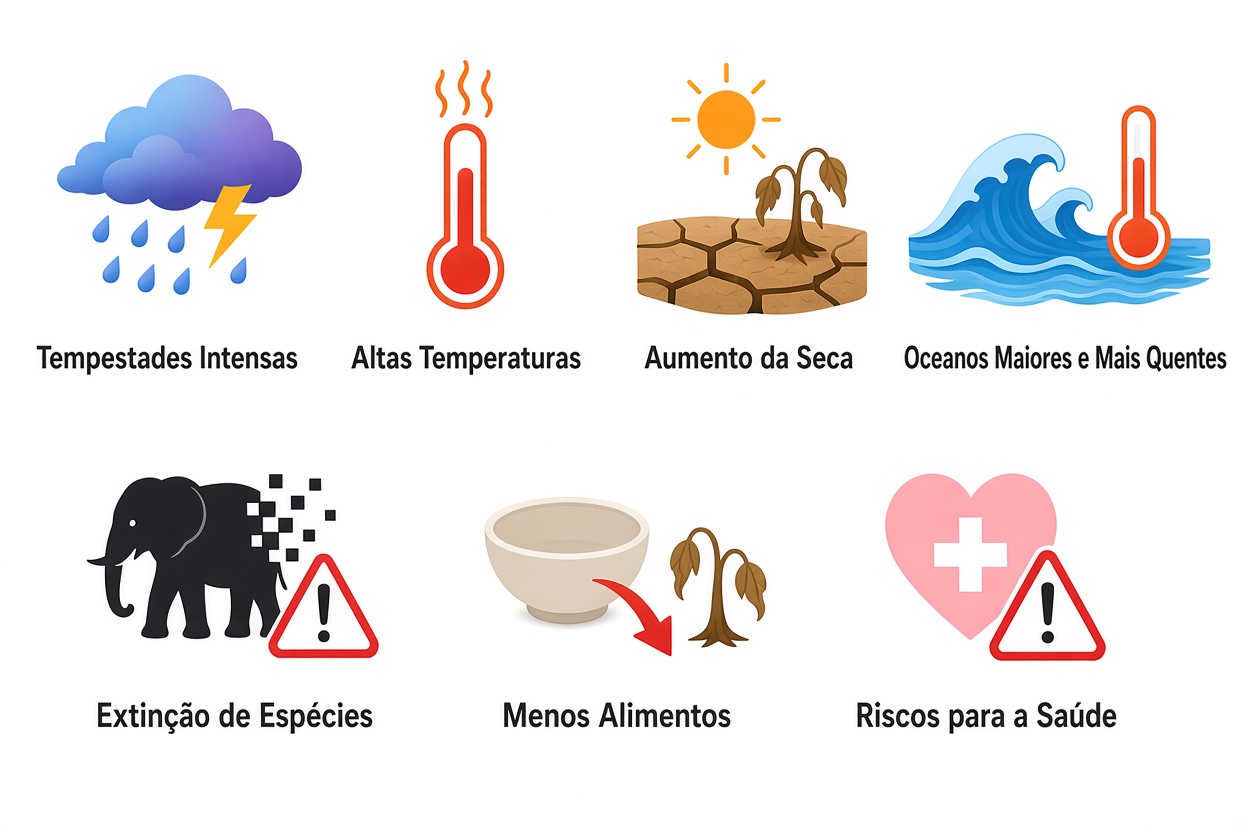 Tempestades Intensas
Altas Temperaturas
Aumento da Seca
Oceanos Maiores e Mais Quentes
Extinção de Espécies
Menos Alimentos
Riscos para a Saúde